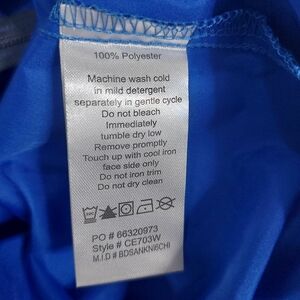 100% Polyester
Machine wash cold
in mild detergent
separately in gentle cycle
Do not bleach
Immediately
tumble dry low
Remove promptly
Touch up with cool iron
face side only
Do not iron trim
Do not dry clean
PO # 66320973
Style # CE703W
M.I.D # BDSANKNI6CHI